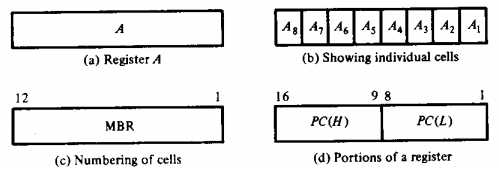 A
A₈ A₇ A₆ A₅ A₄ A₃ A₂ A₁
(a) Register A
(b) Showing individual cells
12 1
16 9 8 1
MBR
PC(H) PC(L)
(c) Numbering of cells
(d) Portions of a register